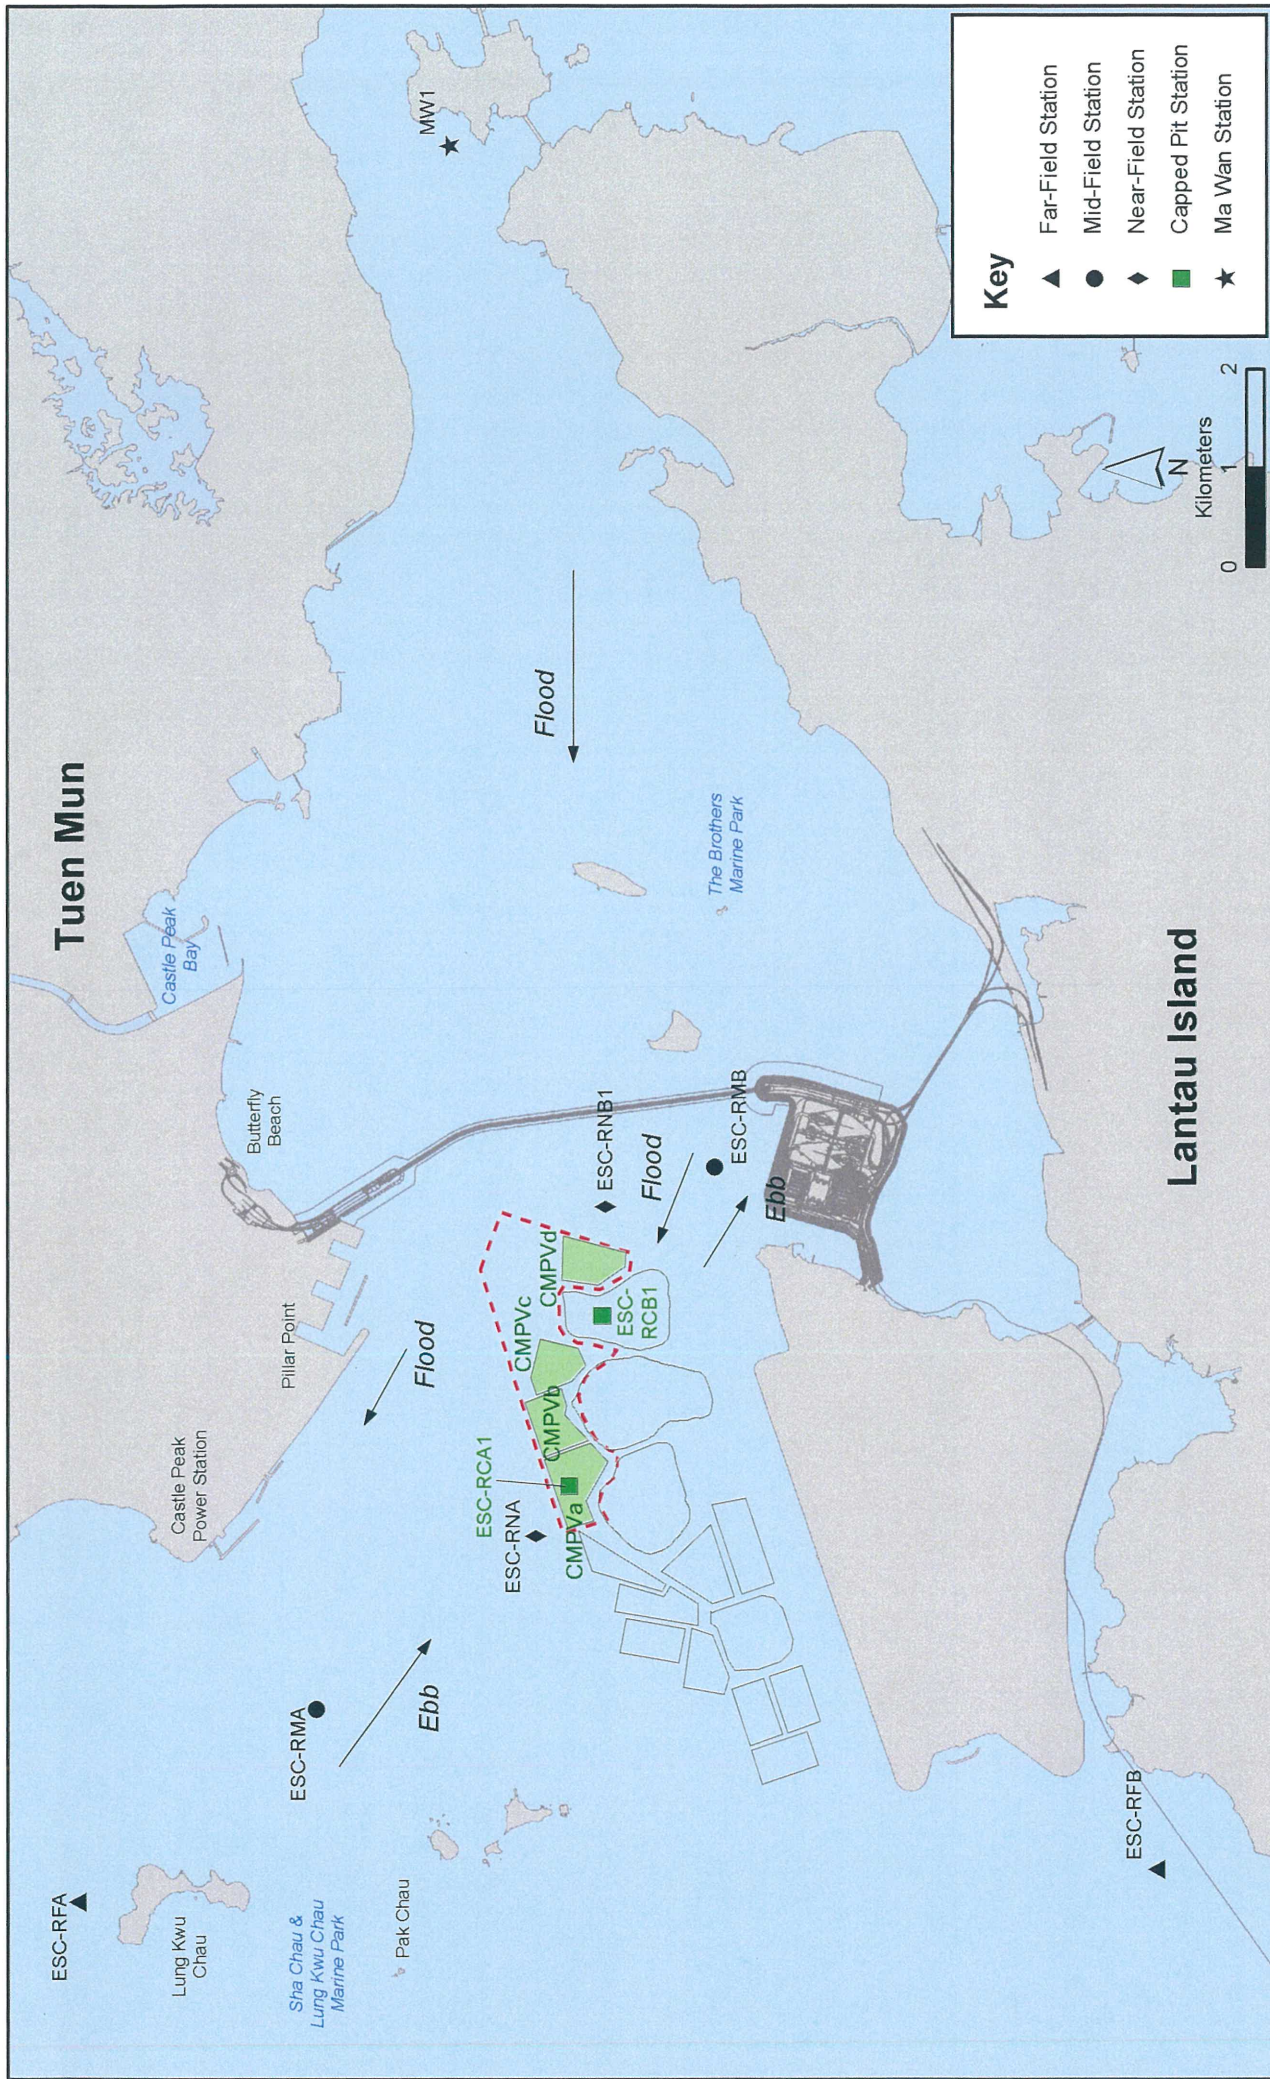 Tuen Mun
Castle Peak
Bay
Butterfly
Beach
Pillar Point
Castle Peak
Power Station
ESC-RFA
Lung Kwu
Chau
Sha Chau &
Lung Kwu Chau
Marine Park
Pak Chau
ESC-RMA
Ebb
Flood
ESC-RCA1
ESC-RNA
CMPVa
CMPVb
CMPVc
CMPVd
ESC-
RCB1
ESC-RNB1
Flood
ESC-RMB
Ebb
Flood
The Brothers
Marine Park
MW1
ESC-RFB
Lantau Island
Key
Far-Field Station
Mid-Field Station
Near-Field Station
Capped Pit Station
Ma Wan Station
N
Kilometers
0 1 2